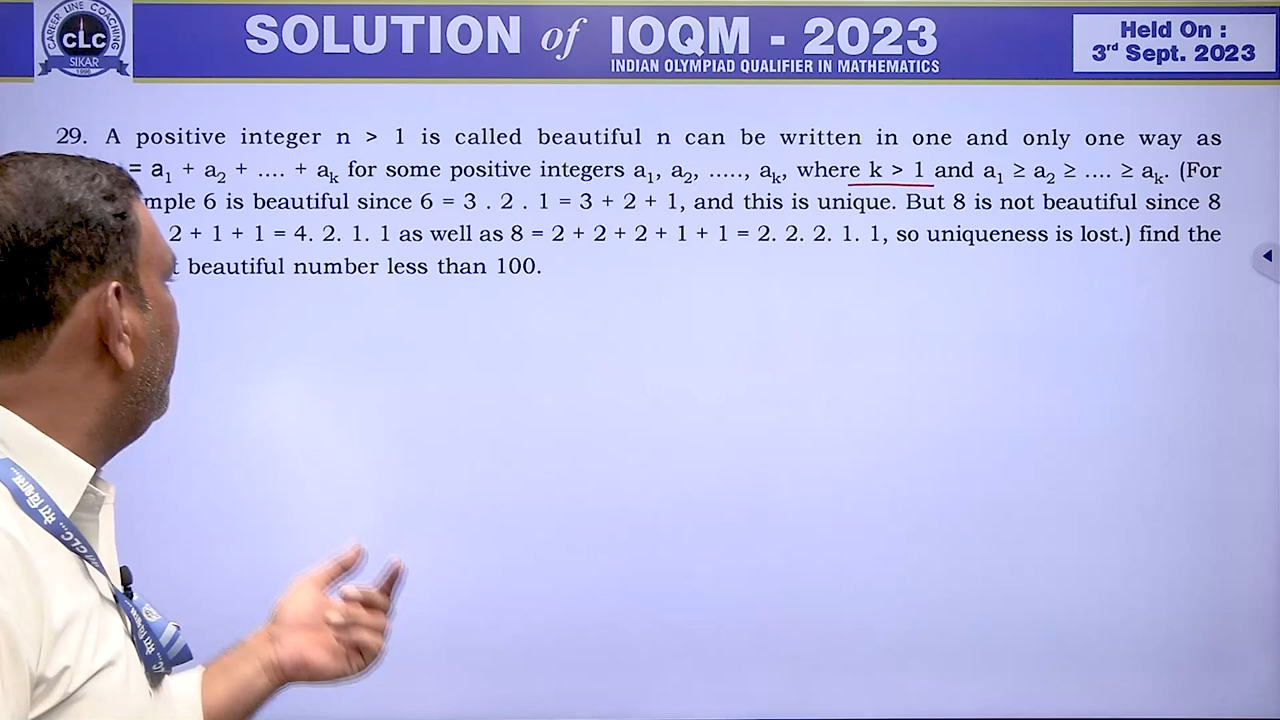 CAREER LINE COACHING
CLC
SIKAR
1996
SOLUTION of IOQM - 2023
INDIAN OLYMPIAD QUALIFIER IN MATHEMATICS
Held On :
3rd Sept. 2023
29. A positive integer n > 1 is called beautiful n can be written in one and only one way as
= a1 + a2 + .... + ak for some positive integers a1, a2, ....., ak, where k > 1 and a1 ≥ a2 ≥ .... ≥ ak. (For
mple 6 is beautiful since 6 = 3 . 2 . 1 = 3 + 2 + 1, and this is unique. But 8 is not beautiful since 8
2 + 1 + 1 = 4. 2. 1. 1 as well as 8 = 2 + 2 + 2 + 1 + 1 = 2. 2. 2. 1. 1, so uniqueness is lost.) find the
t beautiful number less than 100.